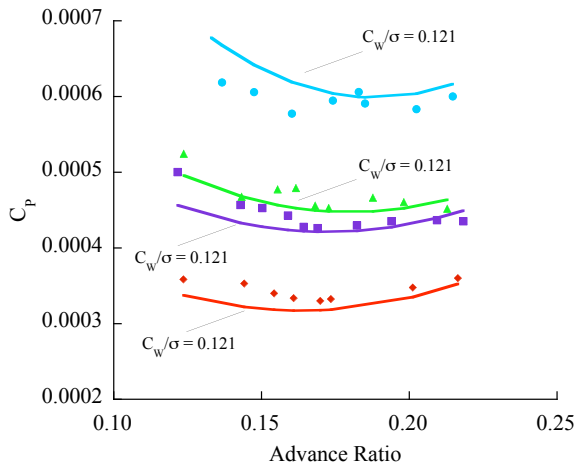 0.0007
C_W/σ = 0.121
0.0006
0.0005
C_W/σ = 0.121
C_P
0.0004
C_W/σ = 0.121
0.0003
C_W/σ = 0.121
0.0002
0.10 0.15 0.20 0.25
Advance Ratio